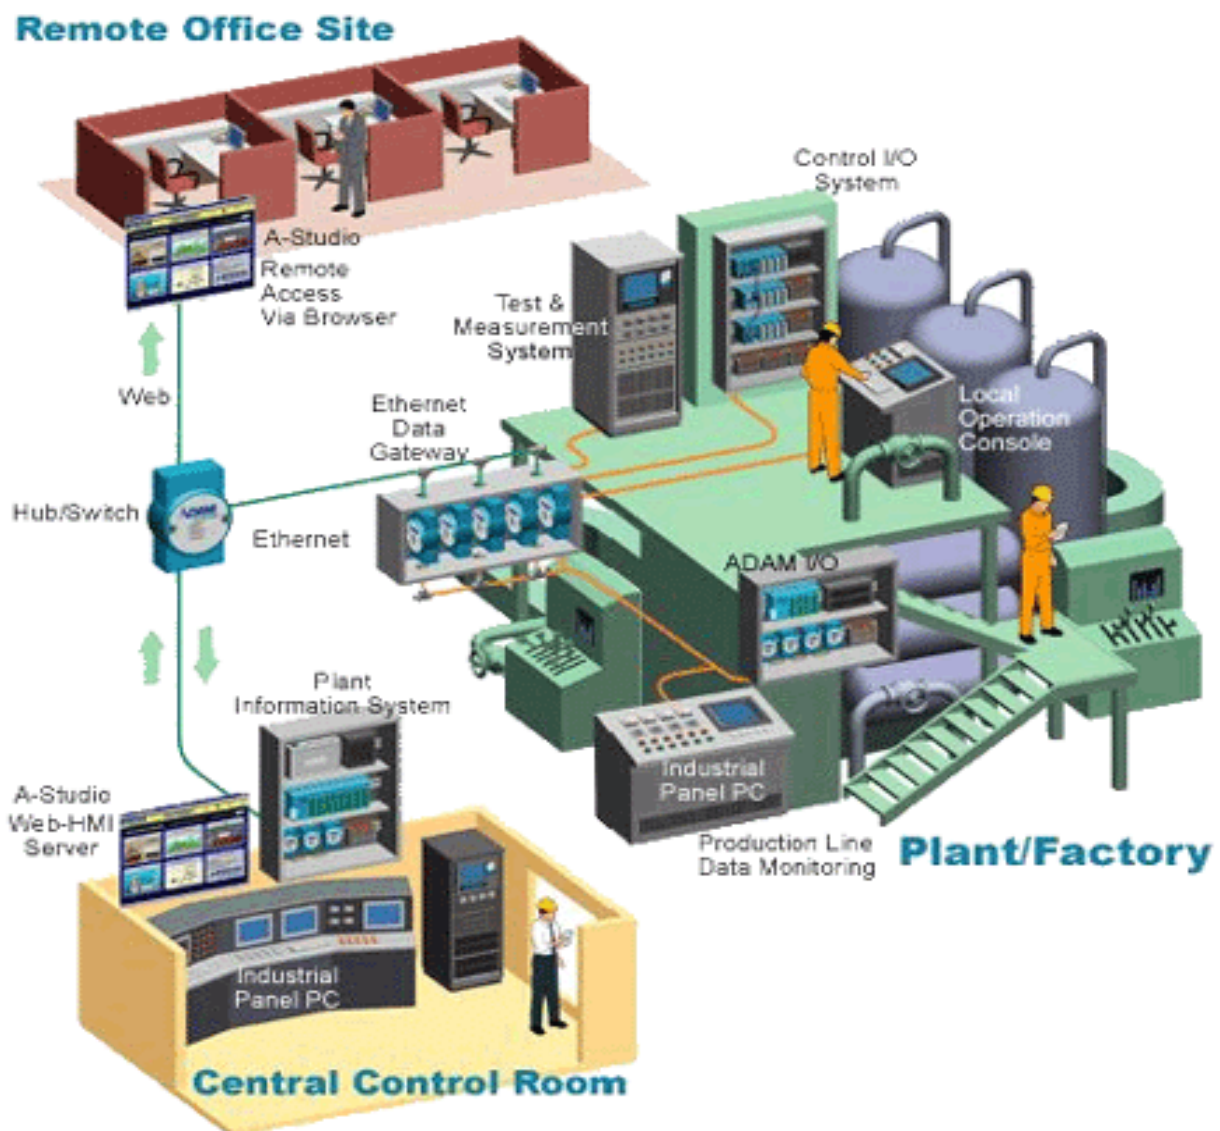 Remote Office Site
Control I/O
System
A-Studio
Remote
Access
Via Browser
Test &
Measurement
System
Web
Ethernet
Data
Gateway
Local
Operation
Console
Hub/Switch
ADAM
Ethernet
ADAM I/O
Plant
Information System
Industrial
Panel PC
A-Studio
Web-HMI
Server
Production Line
Data Monitoring
Plant/Factory
Industrial
Panel PC
Central Control Room